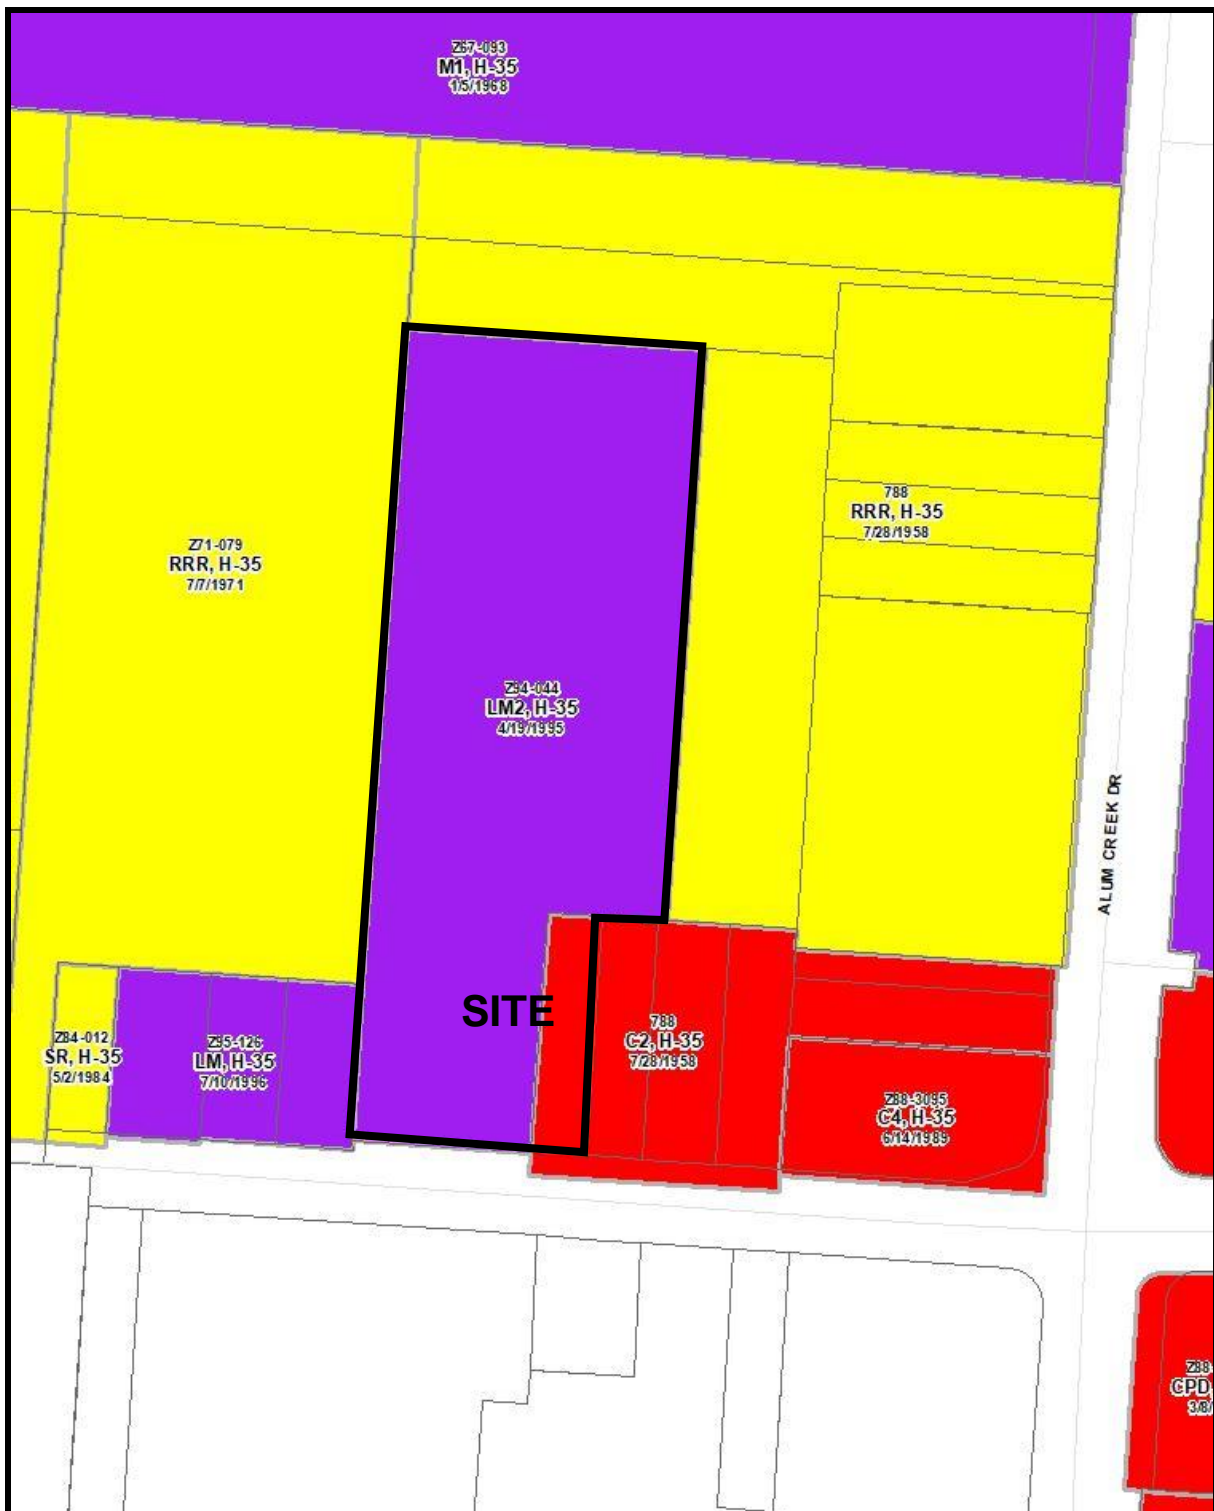 Z67-093
M1, H-35
1/5/1968
788
RRR, H-35
7/28/1958
Z71-079
RRR, H-35
7/7/1971
Z94-044
LM2, H-35
4/19/1995
ALUM CREEK DR
SITE
Z84-012
SR, H-35
5/2/1984
Z95-126
LM, H-35
7/10/1996
788
C2, H-35
7/28/1958
Z88-3095
C4, H-35
6/14/1989
Z88
CPD,
3/8/